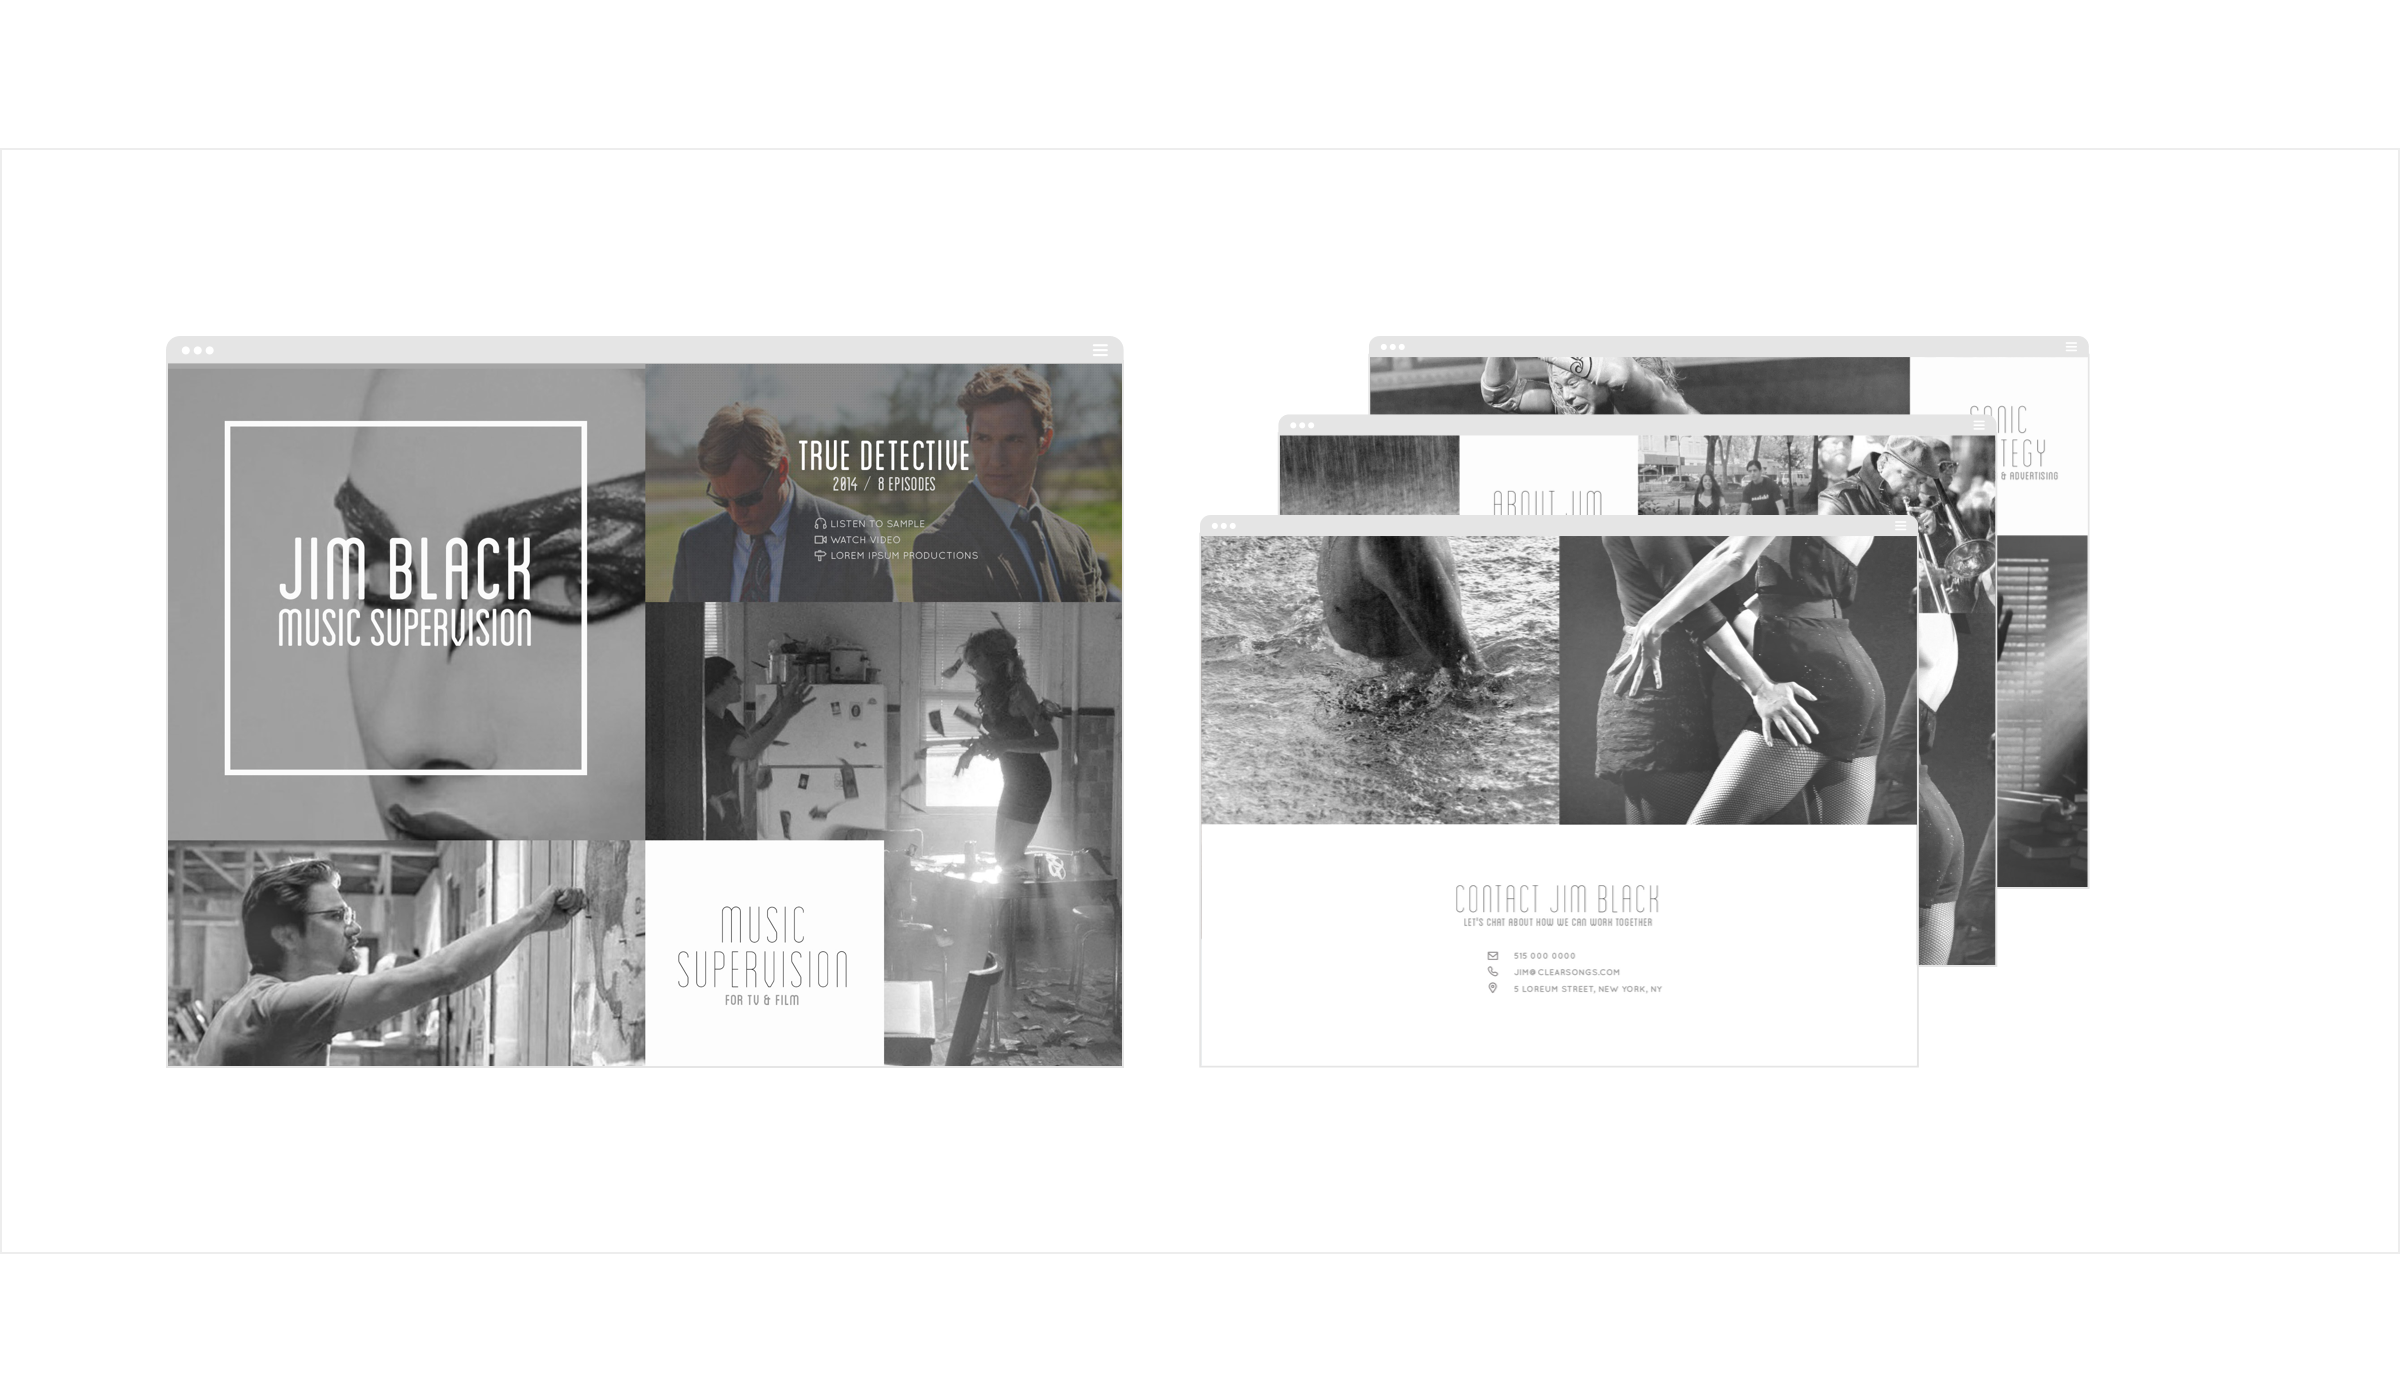 JIM BLACK
MUSIC SUPERVISION
TRUE DETECTIVE
2014 / 8 EPISODES
LISTEN TO SAMPLE
WATCH VIDEO
LOREM IPSUM PRODUCTIONS
MUSIC
SUPERVISION
FOR TV & FILM
& ADVERTISING
ABOUT JIM
CONTACT JIM BLACK
LET'S CHAT ABOUT HOW WE CAN WORK TOGETHER
515 000 0000
JIM@CLEARSONGS.COM
5 LOREUM STREET, NEW YORK, NY